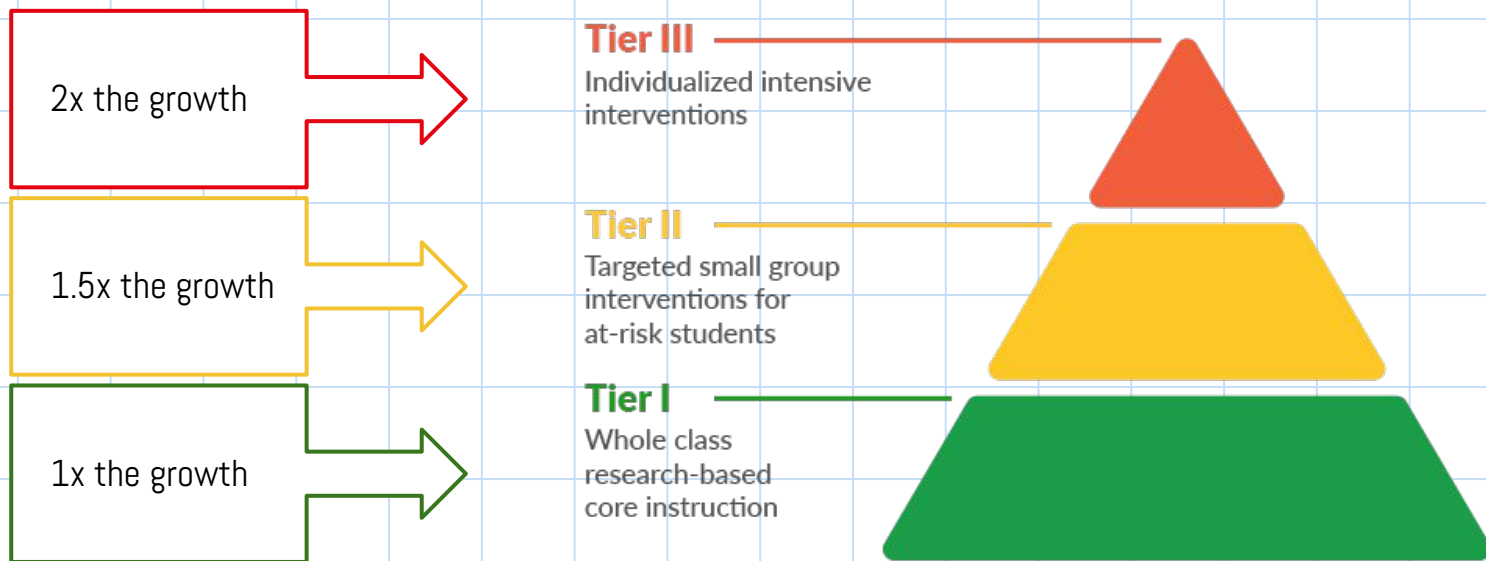 2x the growth
Tier III
Individualized intensive
interventions
1.5x the growth
Tier II
Targeted small group
interventions for
at-risk students
1x the growth
Tier I
Whole class
research-based
core instruction